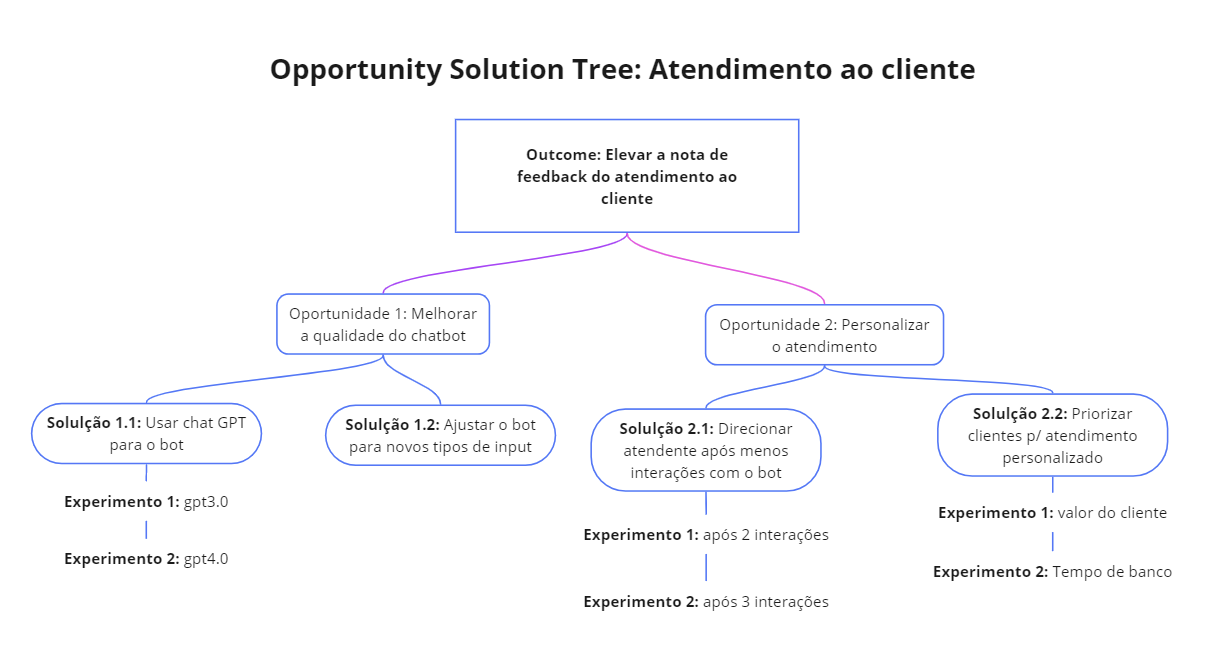 Opportunity Solution Tree: Atendimento ao cliente
Outcome: Elevar a nota de
feedback do atendimento ao
cliente
Oportunidade 1: Melhorar
a qualidade do chatbot
Oportunidade 2: Personalizar
o atendimento
Solulção 1.1: Usar chat GPT
para o bot
Solulção 1.2: Ajustar o bot
para novos tipos de input
Solulção 2.1: Direcionar
atendente após menos
interações com o bot
Solulção 2.2: Priorizar
clientes p/ atendimento
personalizado
Experimento 1: gpt3.0
Experimento 2: gpt4.0
Experimento 1: após 2 interações
Experimento 2: após 3 interações
Experimento 1: valor do cliente
Experimento 2: Tempo de banco